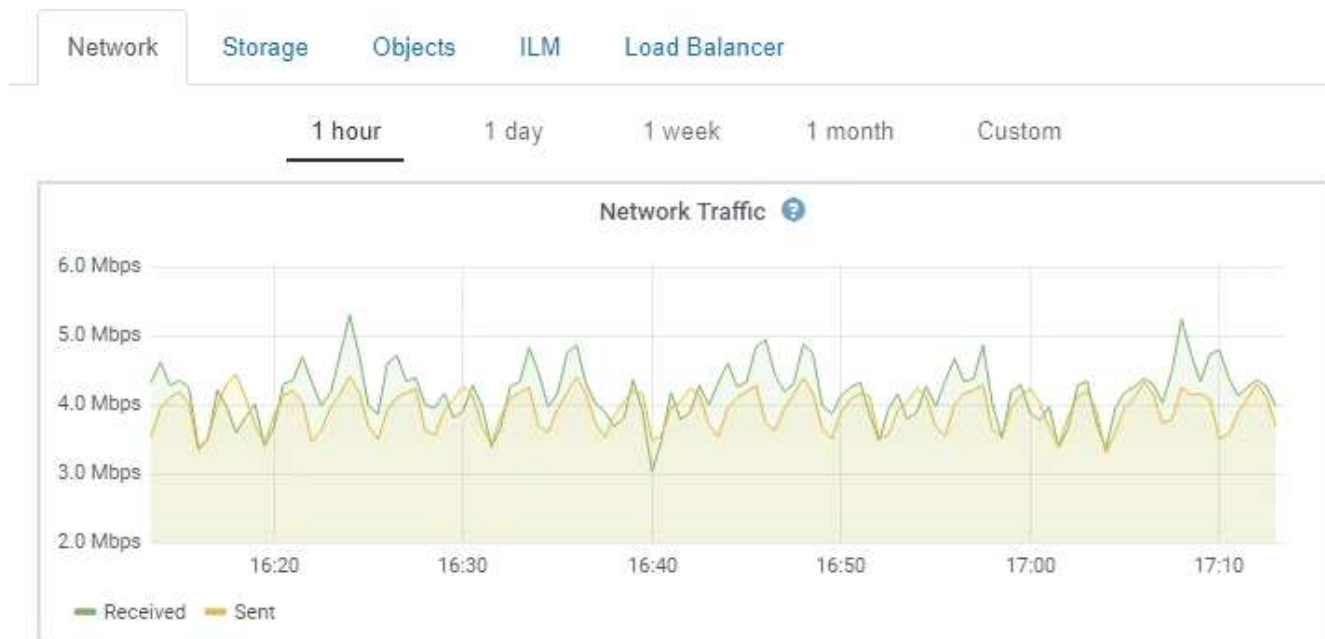 Network Storage Objects ILM Load Balancer
1 hour 1 day 1 week 1 month Custom
Network Traffic ?
6.0 Mbps
5.0 Mbps
4.0 Mbps
3.0 Mbps
2.0 Mbps
16:20 16:30 16:40 16:50 17:00 17:10
Received Sent